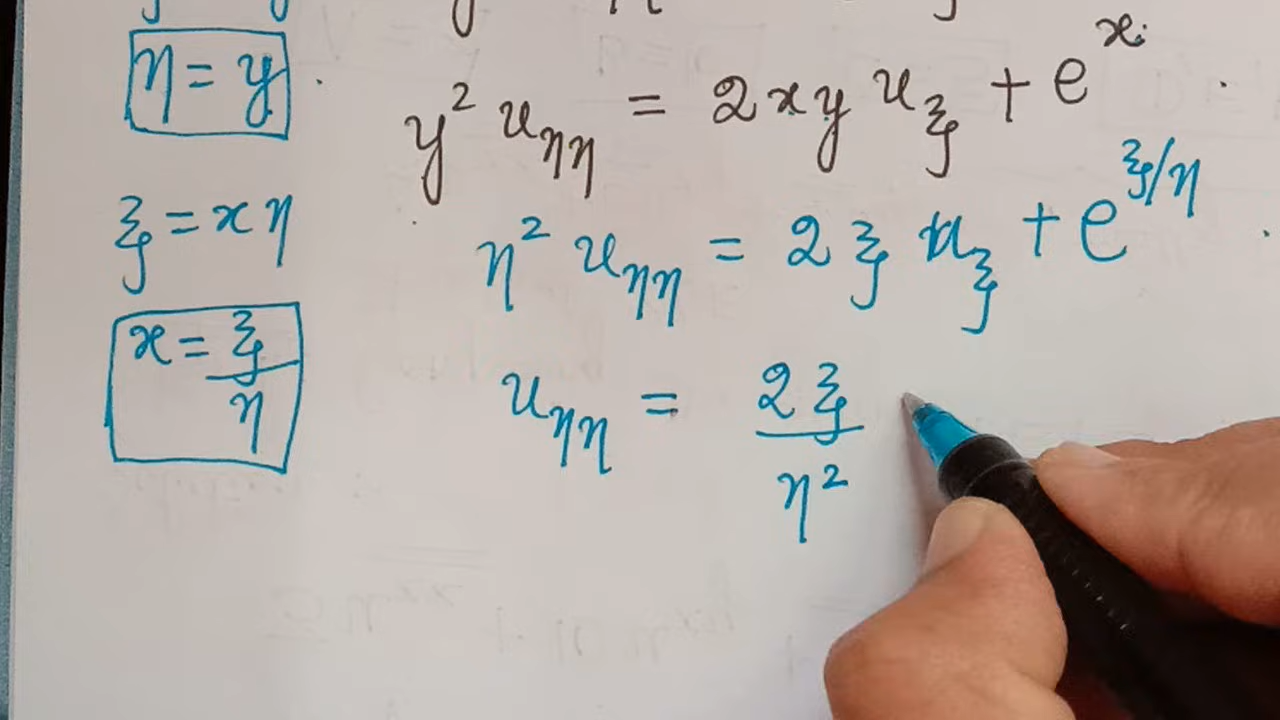 η = y
y² u_ηη = 2xy u_ξ + e^x.
ξ = xη
η² u_ηη = 2ξ u_ξ + e^(ξ/η)
x = ξ/η
u_ηη = 2ξ/η²